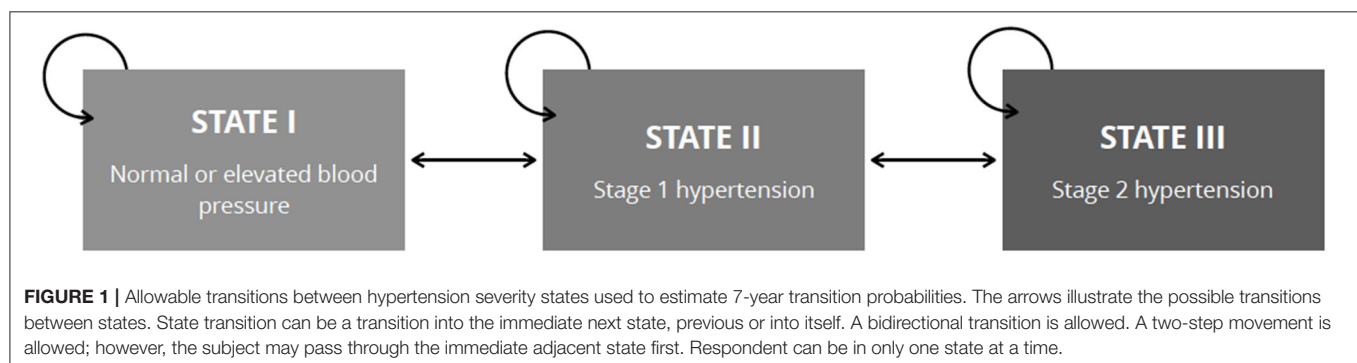 STATE I
Normal or elevated blood
pressure
STATE II
Stage 1 hypertension
STATE III
Stage 2 hypertension
FIGURE 1 | Allowable transitions between hypertension severity states used to estimate 7-year transition probabilities. The arrows illustrate the possible transitions
between states. State transition can be a transition into the immediate next state, previous or into itself. A bidirectional transition is allowed. A two-step movement is
allowed; however, the subject may pass through the immediate adjacent state first. Respondent can be in only one state at a time.